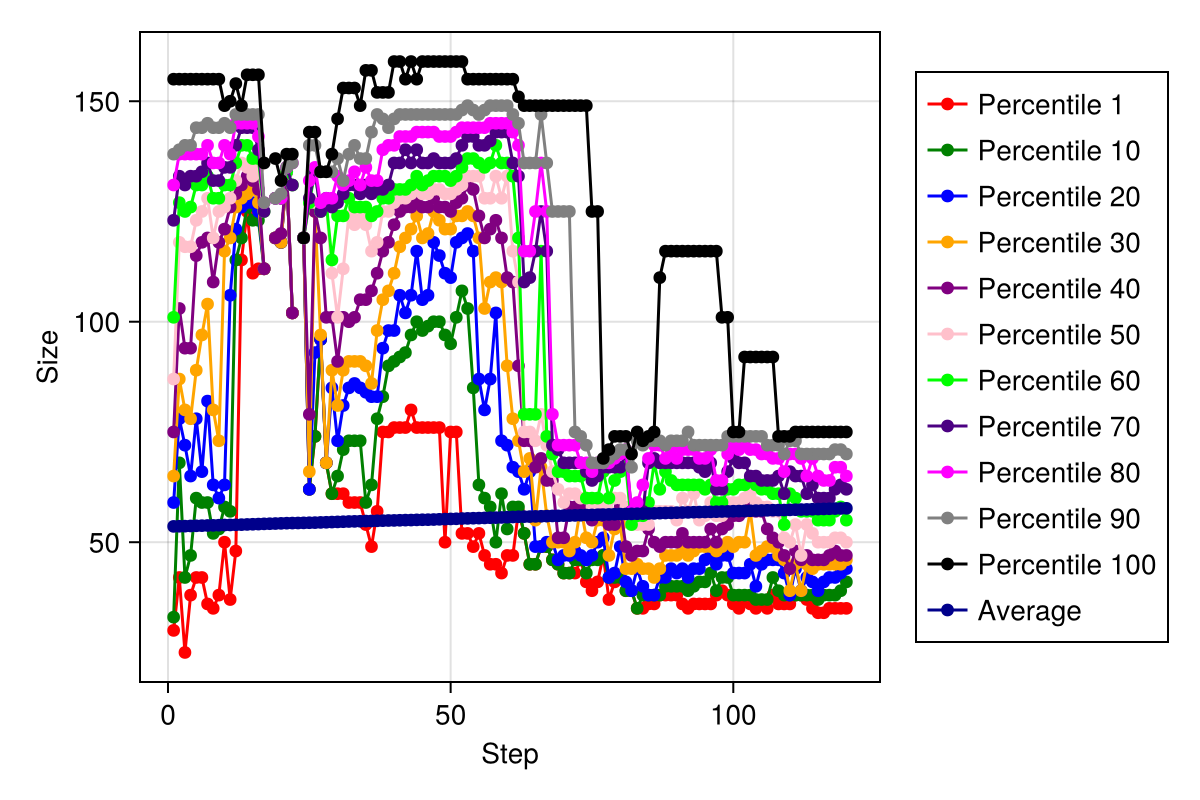 Size
150
100
50
0
50
100
Step
Percentile 1
Percentile 10
Percentile 20
Percentile 30
Percentile 40
Percentile 50
Percentile 60
Percentile 70
Percentile 80
Percentile 90
Percentile 100
Average